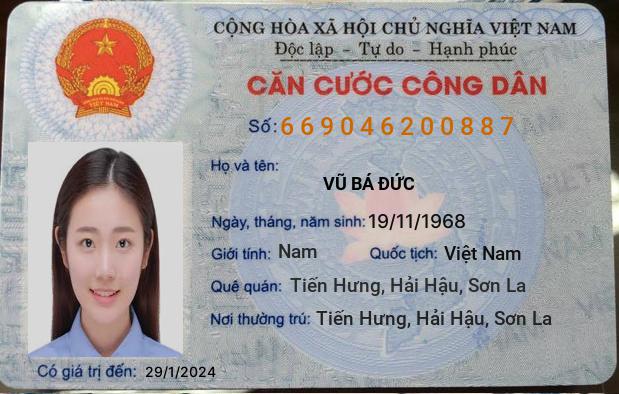 CỘNG HÒA XÃ HỘI CHỦ NGHĨA VIỆT NAM
Độc lập - Tự do - Hạnh phúc
CĂN CƯỚC CÔNG DÂN
Số: 669046200887
Họ và tên:
VŨ BÁ ĐỨC
Ngày, tháng, năm sinh: 19/11/1968
Giới tính: Nam Quốc tịch: Việt Nam
Quê quán: Tiến Hưng, Hải Hậu, Sơn La
Nơi thường trú: Tiến Hưng, Hải Hậu, Sơn La
Có giá trị đến: 29/1/2024
VIỆT NAM